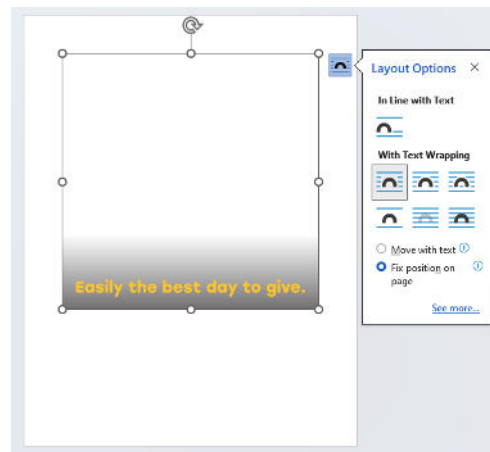 Layout Options
In Line with Text
With Text Wrapping
Move with text
Fix position on
page
See more...
Easily the best day to give.